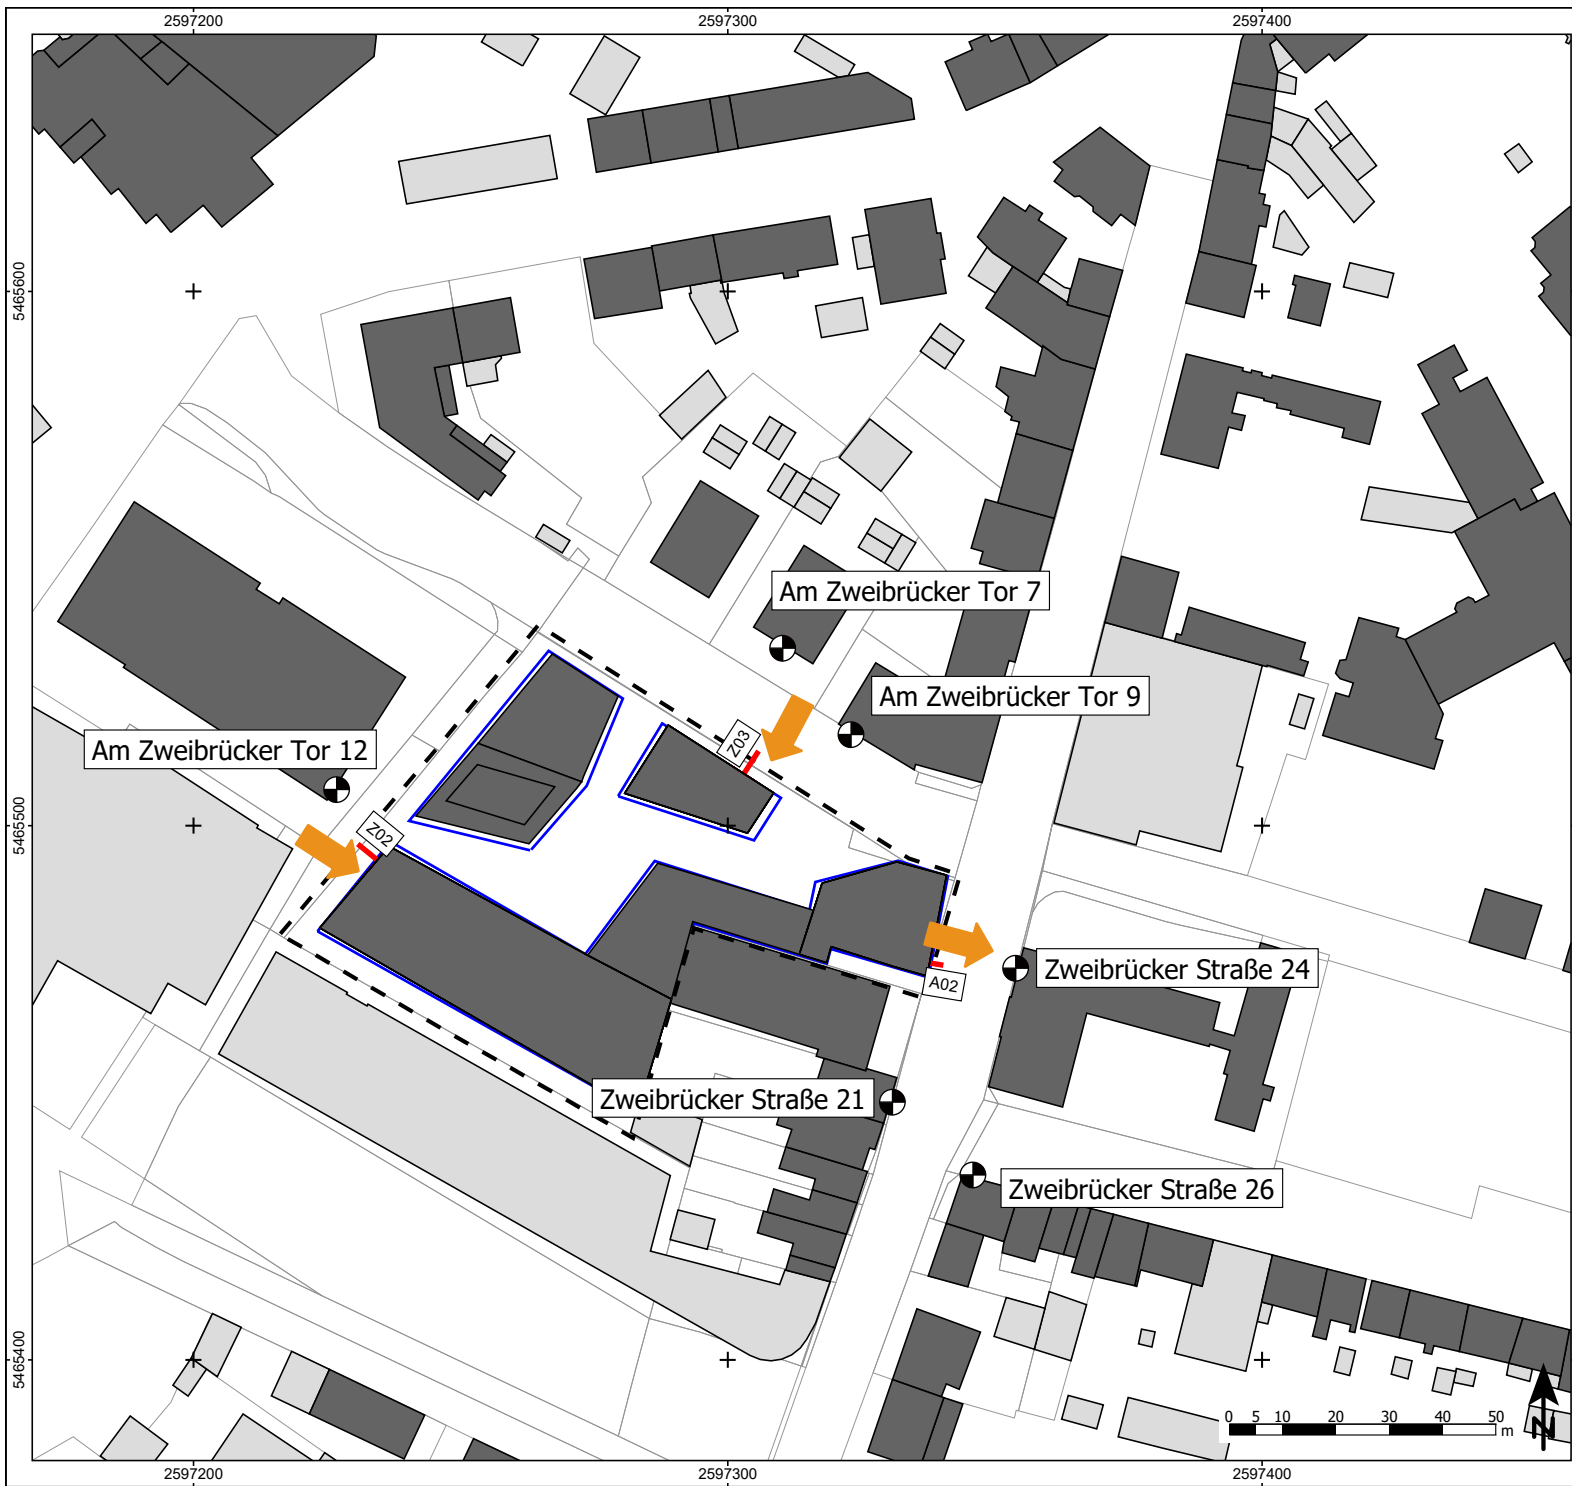 2597200
2597300
2597400
5465600
Am Zweibrücker Tor 7
Am Zweibrücker Tor 9
Z03
Am Zweibrücker Tor 12
Z02
5465500
Zweibrücker Straße 24
A02
Zweibrücker Straße 21
Zweibrücker Straße 26
5465400
0 5 10 20 30 40 50
m
N
2597200
2597300
2597400